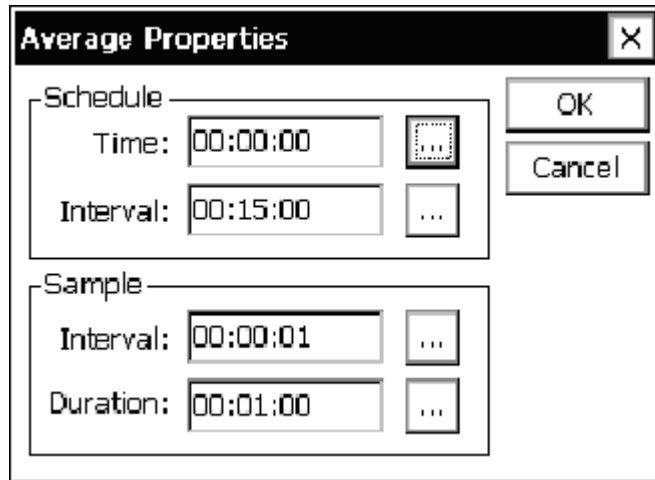 Average Properties
Schedule
Time: 00:00:00 ...
Interval: 00:15:00 ...
Sample
Interval: 00:00:01 ...
Duration: 00:01:00 ...
OK
Cancel